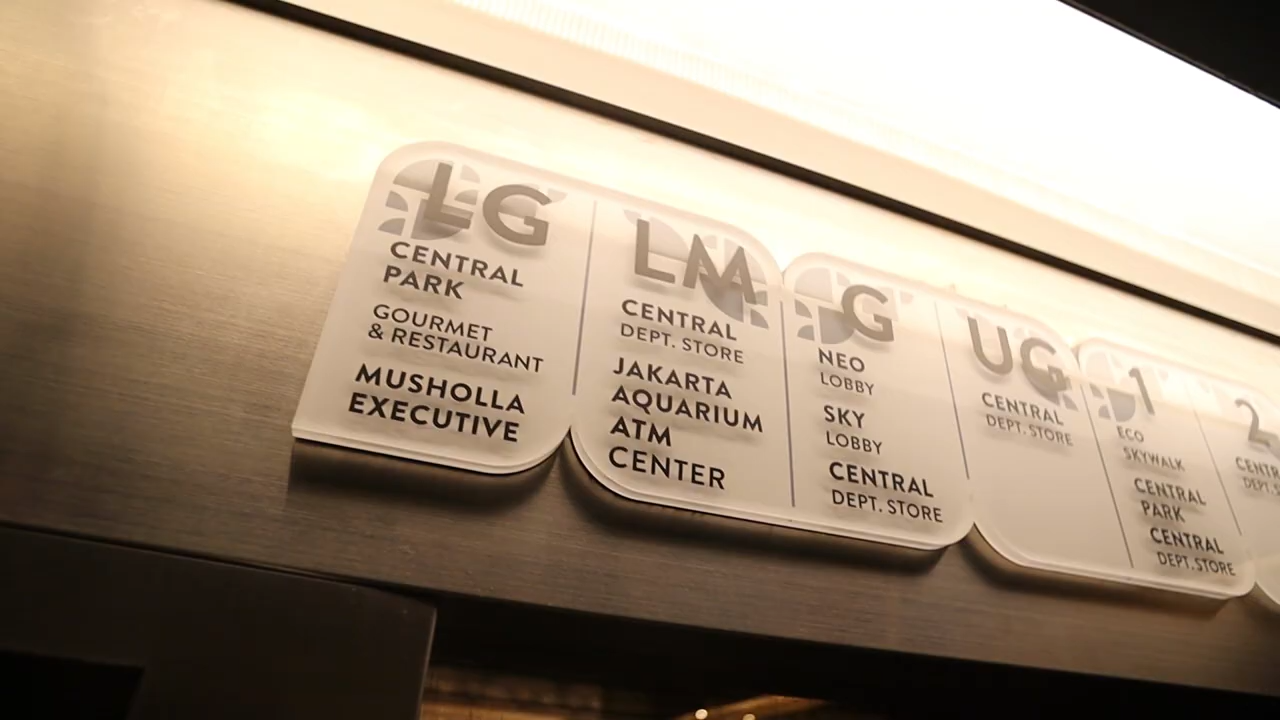 LG
CENTRAL
PARK
GOURMET
& RESTAURANT
MUSHOLLA
EXECUTIVE
LM
CENTRAL
DEPT. STORE
JAKARTA
AQUARIUM
ATM
CENTER
G
NEO
LOBBY
SKY
LOBBY
CENTRAL
DEPT. STORE
UG
CENTRAL
DEPT. STORE
1
ECO
SKYWALK
CENTRAL
PARK
CENTRAL
DEPT. STORE
2